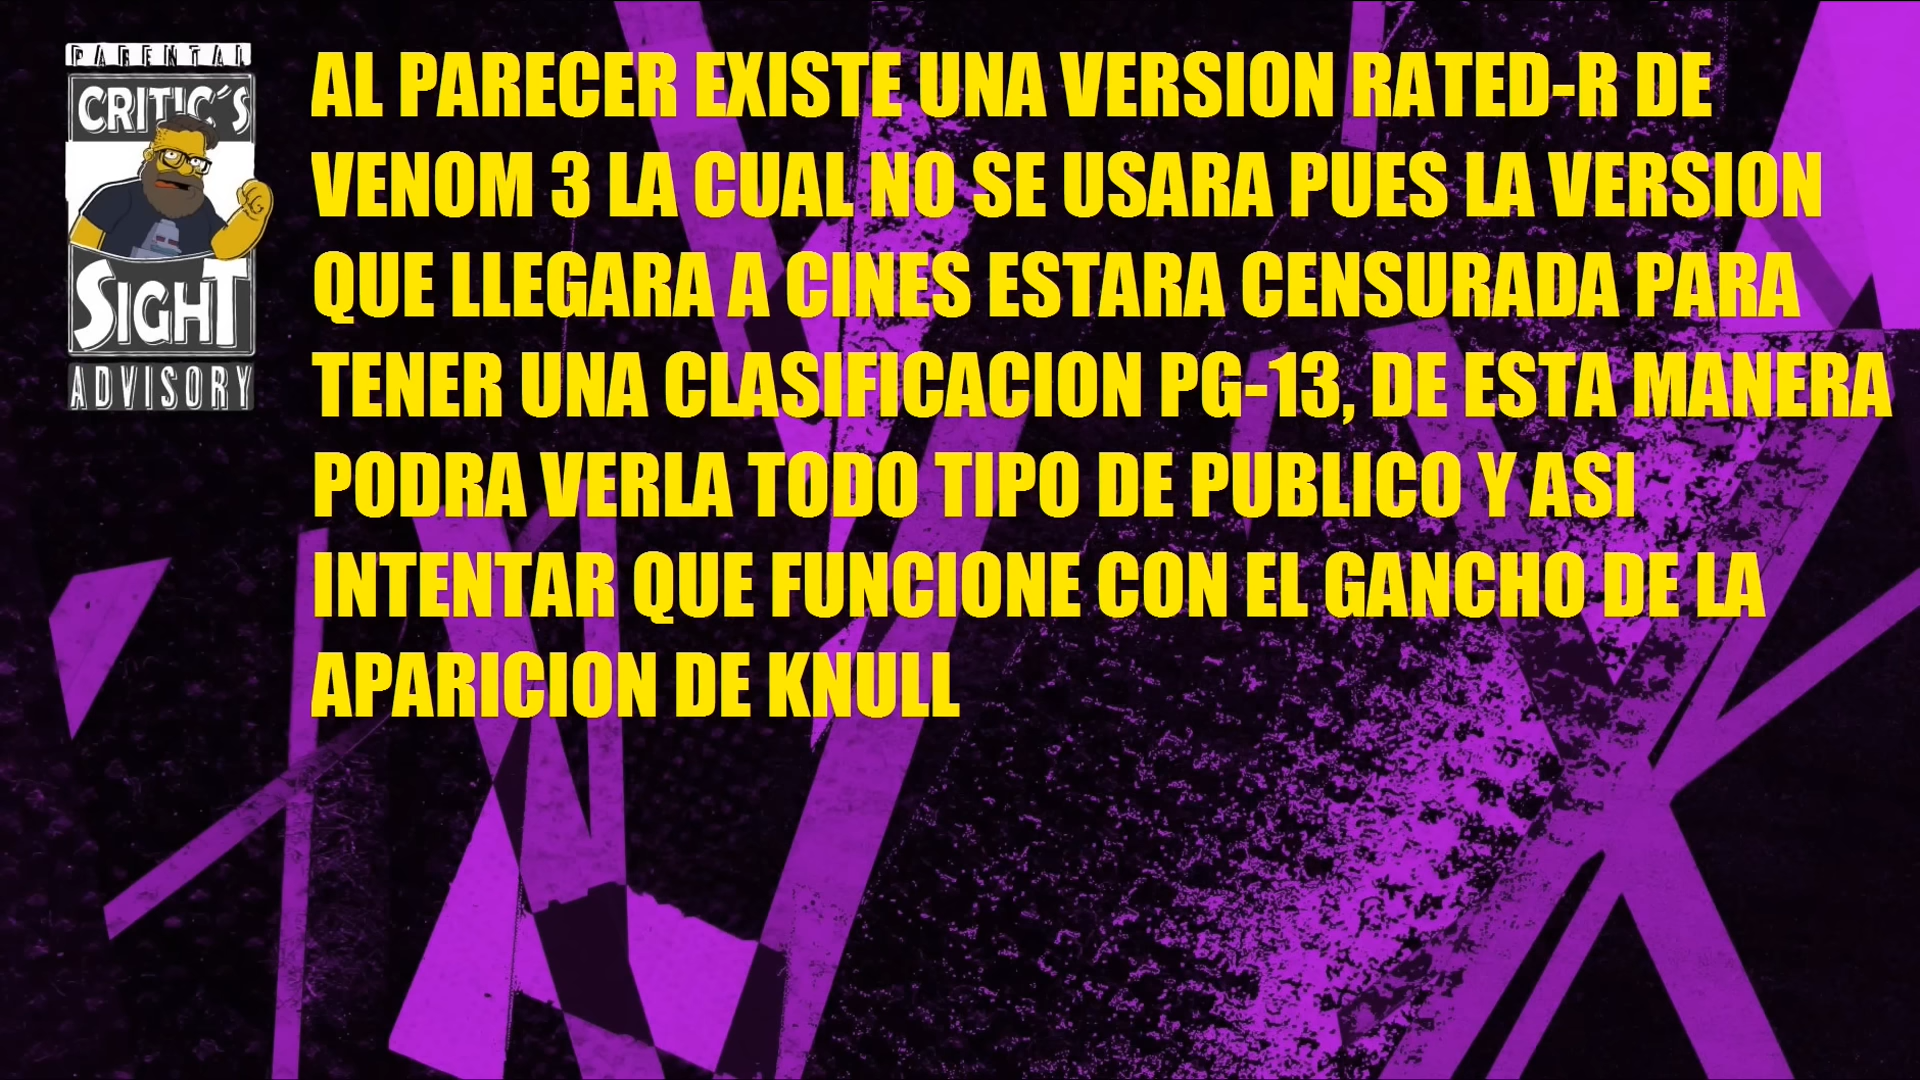 PARENTAL
CRITIC´S
SIGHT
ADVISORY
AL PARECER EXISTE UNA VERSION RATED-R DE
VENOM 3 LA CUAL NO SE USARA PUES LA VERSION
QUE LLEGARA A CINES ESTARA CENSURADA PARA
TENER UNA CLASIFICACION PG-13, DE ESTA MANERA
PODRA VERLA TODO TIPO DE PUBLICO Y ASI
INTENTAR QUE FUNCIONE CON EL GANCHO DE LA
APARICION DE KNULL